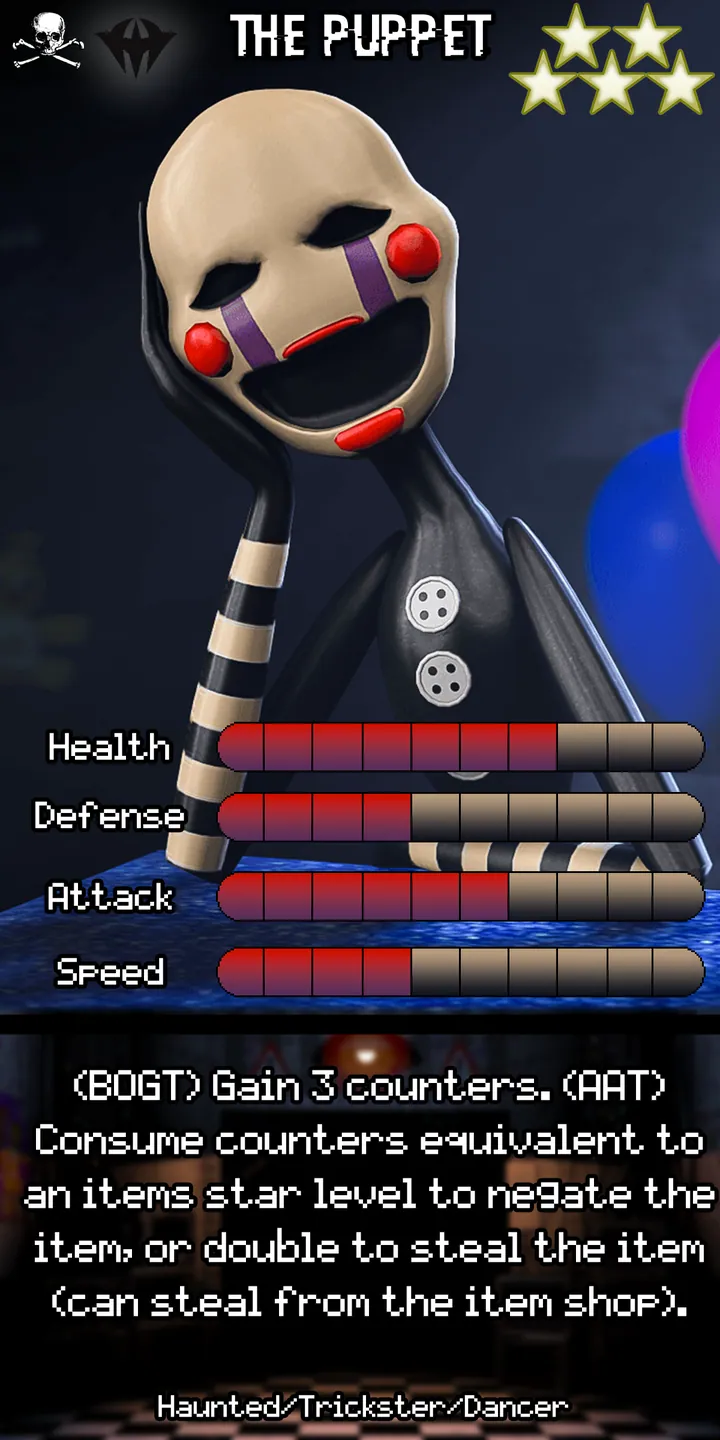 THE PUPPET
Health
Defense
Attack
Speed
(BOGT) Gain 3 counters. (AAT)
Consume counters equivalent to
an items star level to negate the
item, or double to steal the item
(can steal from the item shop).
Haunted/Trickster/Dancer